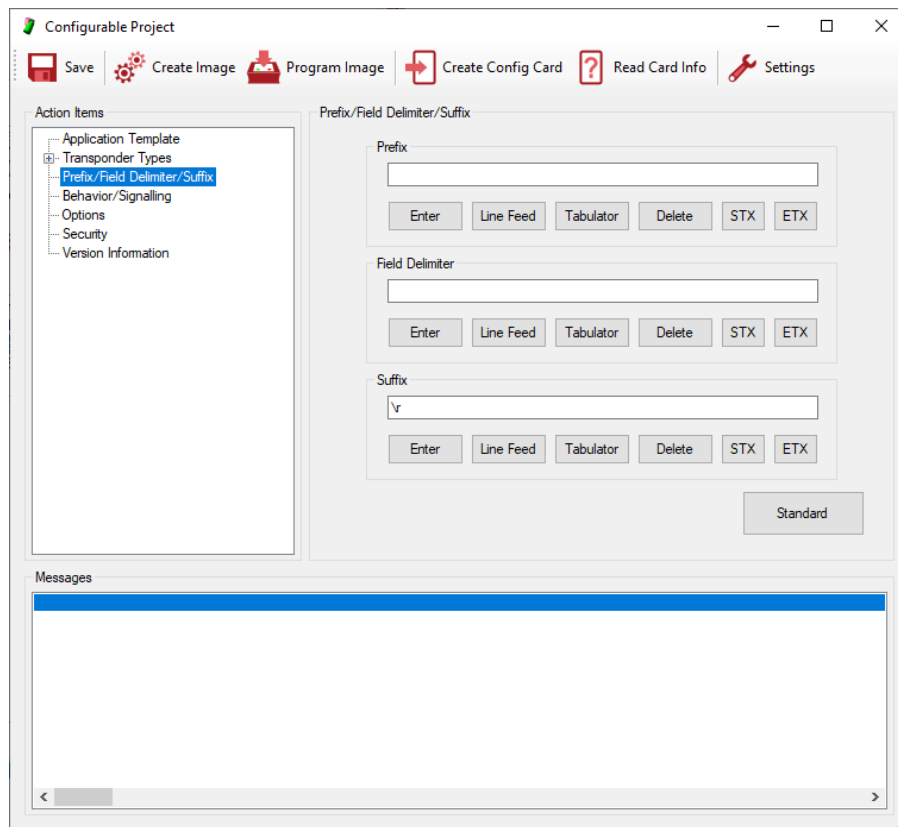 Configurable Project
Save Create Image Program Image Create Config Card Read Card Info Settings
Action Items
Application Template
Transponder Types
Prefix/Field Delimiter/Suffix
Behavior/Signalling
Options
Security
Version Information
Prefix/Field Delimiter/Suffix
Prefix
Enter Line Feed Tabulator Delete STX ETX
Field Delimiter
Enter Line Feed Tabulator Delete STX ETX
Suffix
\r
Enter Line Feed Tabulator Delete STX ETX
Standard
Messages